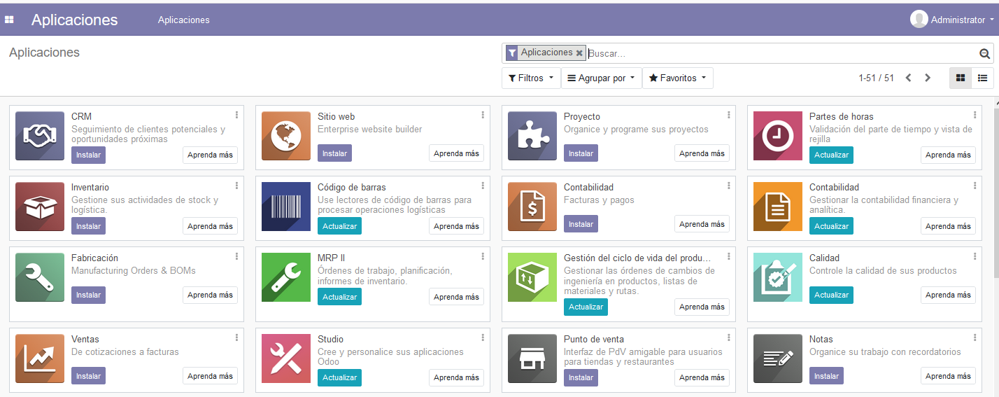 Aplicaciones
Aplicaciones
Administrator
Aplicaciones
Aplicaciones
Buscar...
Filtros
Agrupar por
Favoritos
1-51 / 51
CRM
Seguimiento de clientes potenciales y
oportunidades próximas
Instalar
Aprenda más
Sitio web
Enterprise website builder
Instalar
Aprenda más
Proyecto
Organice y programe sus proyectos
Instalar
Aprenda más
Partes de horas
Validación del parte de tiempo y vista de
rejilla
Actualizar
Aprenda más
Inventario
Gestione sus actividades de stock y
logística.
Instalar
Aprenda más
Código de barras
Use lectores de código de barras para
procesar operaciones logísticas
Actualizar
Aprenda más
Contabilidad
Facturas y pagos
Instalar
Aprenda más
Contabilidad
Gestionar la contabilidad financiera y
analítica.
Actualizar
Aprenda más
Fabricación
Manufacturing Orders & BOMs
Instalar
Aprenda más
MRP II
Órdenes de trabajo, planificación,
informes de inventario.
Actualizar
Aprenda más
Gestión del ciclo de vida del produ...
Gestionar las órdenes de cambios de
ingeniería en productos, listas de
materiales y rutas.
Actualizar
Aprenda más
Calidad
Controle la calidad de sus productos
Actualizar
Aprenda más
Ventas
De cotizaciones a facturas
Instalar
Aprenda más
Studio
Cree y personalice sus aplicaciones
Odoo
Actualizar
Aprenda más
Punto de venta
Interfaz de PdV amigable para usuarios
para tiendas y restaurantes
Instalar
Aprenda más
Notas
Organice su trabajo con recordatorios
Instalar
Aprenda más